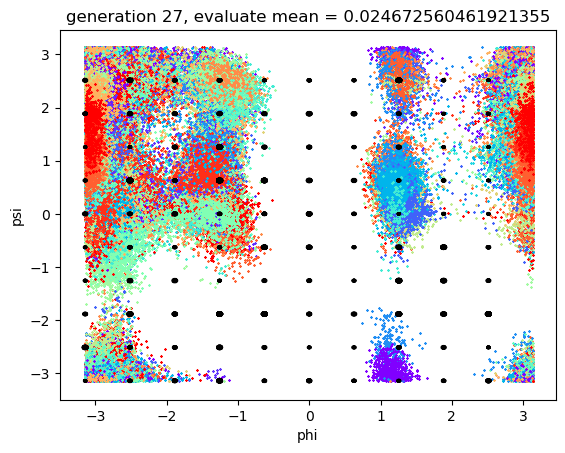 generation 27, evaluate mean = 0.024672560461921355
3
2
1
0
−1
−2
−3
psi
−3 −2 −1 0 1 2 3
phi